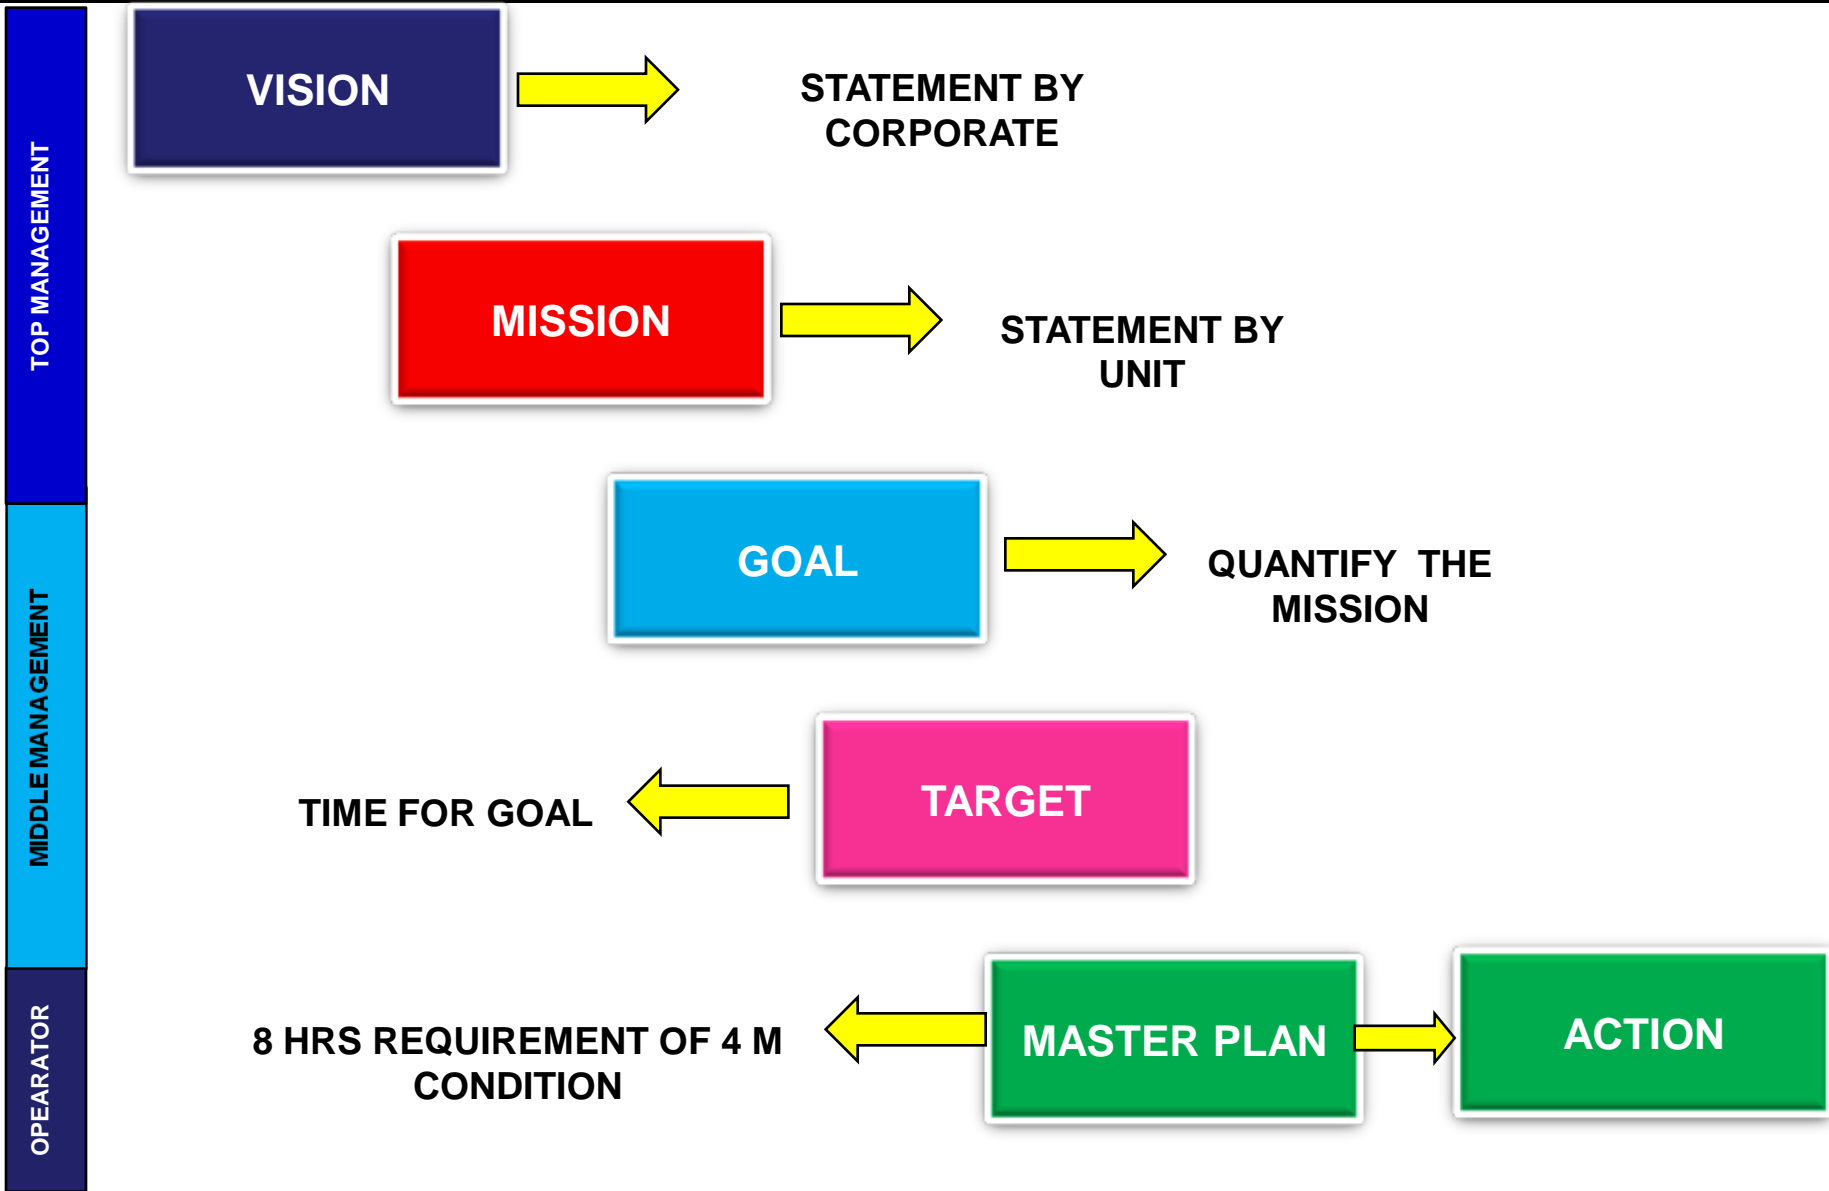 TOP MANAGEMENT
VISION
STATEMENT BY
CORPORATE
MISSION
STATEMENT BY
UNIT
MIDDLE MANAGEMENT
GOAL
QUANTIFY THE
MISSION
TARGET
TIME FOR GOAL
OPEARATOR
8 HRS REQUIREMENT OF 4 M
CONDITION
MASTER PLAN
ACTION